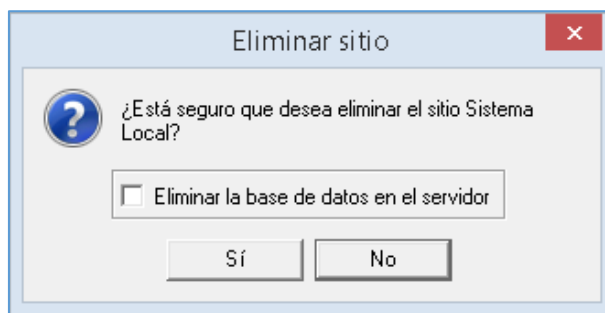 Eliminar sitio
¿Está seguro que desea eliminar el sitio Sistema
Local?
Eliminar la base de datos en el servidor
Sí
No